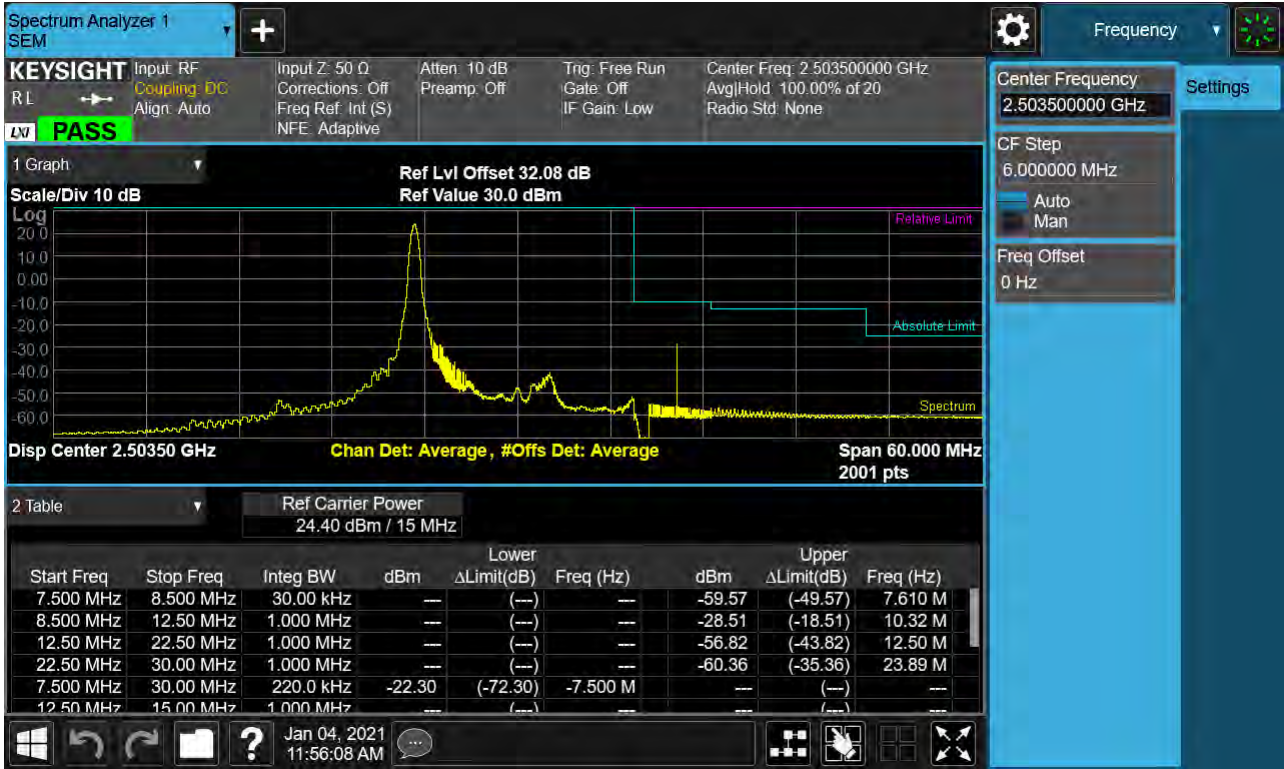 Spectrum Analyzer 1
SEM
+
Frequency
KEYSIGHT
RL
LXI
PASS
Input: RF
Coupling: DC
Align: Auto
Input Z: 50 Ω
Corrections: Off
Freq Ref: Int (S)
NFE: Adaptive
Atten: 10 dB
Preamp: Off
Trig: Free Run
Gate: Off
IF Gain: Low
Center Freq: 2.503500000 GHz
Avg|Hold: 100.00% of 20
Radio Std: None
Center Frequency
2.503500000 GHz
Settings
CF Step
6.000000 MHz
Auto
Man
Freq Offset
0 Hz
1 Graph
Scale/Div 10 dB
Ref Lvl Offset 32.08 dB
Ref Value 30.0 dBm
Log
20.0
10.0
0.00
-10.0
-20.0
-30.0
-40.0
-50.0
-60.0
Relative Limit
Absolute Limit
Spectrum
Disp Center 2.50350 GHz
Chan Det: Average , #Offs Det: Average
Span 60.000 MHz
2001 pts
2 Table
Ref Carrier Power
24.40 dBm / 15 MHz
Lower Upper
Start Freq Stop Freq Integ BW dBm ΔLimit(dB) Freq (Hz) dBm ΔLimit(dB) Freq (Hz)
7.500 MHz 8.500 MHz 30.00 kHz --- (---) --- -59.57 (-49.57) 7.610 M
8.500 MHz 12.50 MHz 1.000 MHz --- (---) --- -28.51 (-18.51) 10.32 M
12.50 MHz 22.50 MHz 1.000 MHz --- (---) --- -56.82 (-43.82) 12.50 M
22.50 MHz 30.00 MHz 1.000 MHz --- (---) --- -60.36 (-35.36) 23.89 M
7.500 MHz 30.00 MHz 220.0 kHz -22.30 (-72.30) -7.500 M --- (---) ---
12.50 MHz 15.00 MHz 1.000 MHz --- (---) --- --- (---) ---
?
Jan 04, 2021
11:56:08 AM